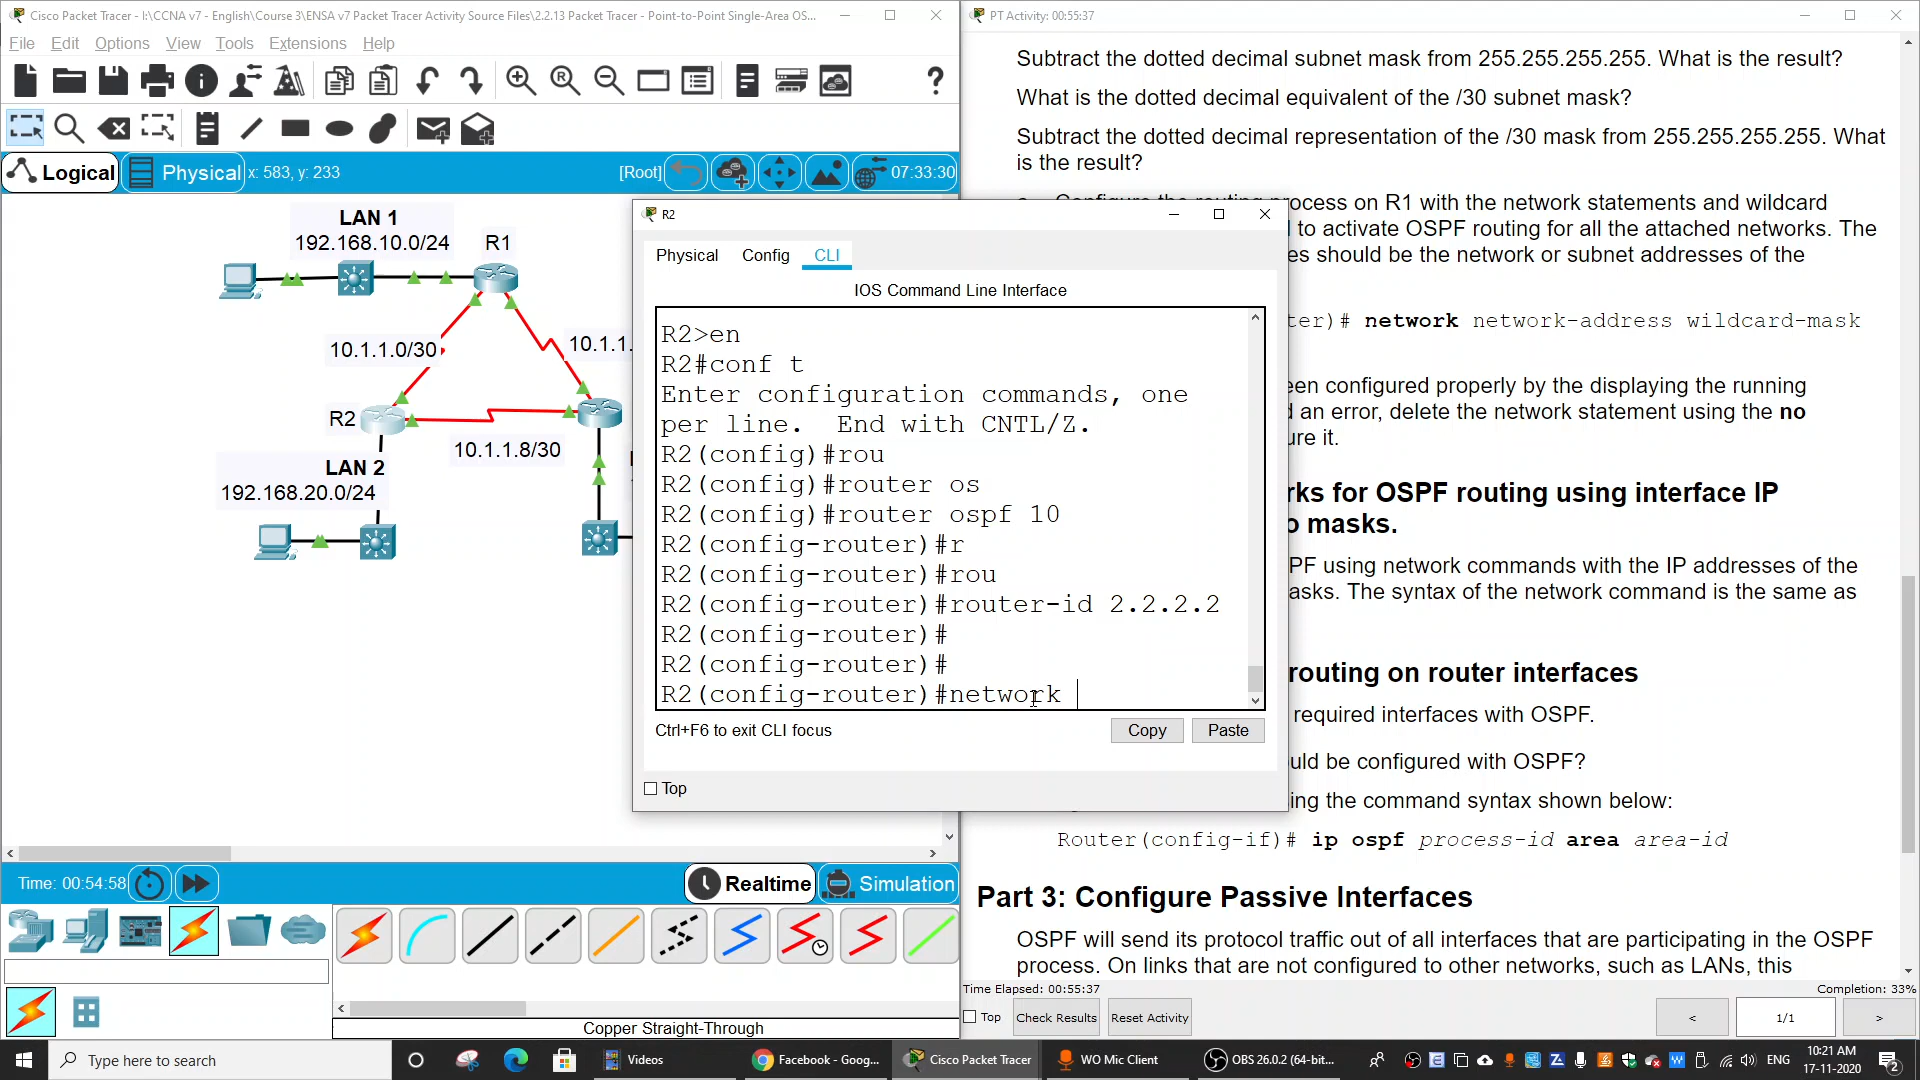 Cisco Packet Tracer - I:\CCNA v7 - English\Course 3\ENSA v7 Packet Tracer Activity Source Files\2.2.13 Packet Tracer - Point-to-Point Single-Area OS...
File Edit Options View Tools Extensions Help
Logical
Physical
x: 583, y: 233
[Root]
07:33:30
LAN 1
192.168.10.0/24
R1
10.1.1.0/30
10.1.1.
R2
10.1.1.8/30
LAN 2
192.168.20.0/24
R2
Physical Config CLI
IOS Command Line Interface
R2>en
R2#conf t
Enter configuration commands, one
per line.  End with CNTL/Z.
R2(config)#rou
R2(config)#router os
R2(config)#router ospf 10
R2(config-router)#r
R2(config-router)#rou
R2(config-router)#router-id 2.2.2.2
R2(config-router)#
R2(config-router)#
R2(config-router)#network
Ctrl+F6 to exit CLI focus
Copy
Paste
Top
Time: 00:54:58
Realtime
Simulation
Copper Straight-Through
PT Activity: 00:55:37
Subtract the dotted decimal subnet mask from 255.255.255.255. What is the result?
What is the dotted decimal equivalent of the /30 subnet mask?
Subtract the dotted decimal representation of the /30 mask from 255.255.255.255. What
is the result?
Configure the routing process on R1 with the network statements and wildcard
to activate OSPF routing for all the attached networks. The
es should be the network or subnet addresses of the
ter)# network network-address wildcard-mask
een configured properly by the displaying the running
d an error, delete the network statement using the no
ure it.
rks for OSPF routing using interface IP
o masks.
PF using network commands with the IP addresses of the
asks. The syntax of the network command is the same as
routing on router interfaces
required interfaces with OSPF.
uld be configured with OSPF?
ing the command syntax shown below:
Router(config-if)# ip ospf process-id area area-id
Part 3: Configure Passive Interfaces
OSPF will send its protocol traffic out of all interfaces that are participating in the OSPF
process. On links that are not configured to other networks, such as LANs, this
Time Elapsed: 00:55:37
Completion: 33%
Top
Check Results
Reset Activity
<
1/1
>
Type here to search
Videos
Facebook - Goog...
Cisco Packet Tracer
WO Mic Client
OBS 26.0.2 (64-bit...
ENG
10:21 AM
17-11-2020
2